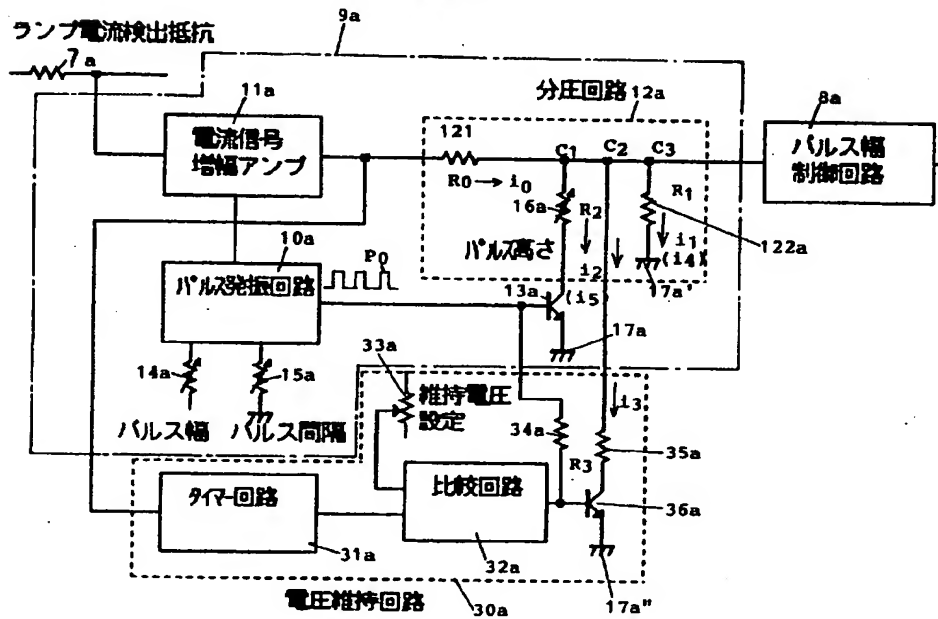 9a
ランプ電流検出抵抗
7a
11a
電流信号
増幅アンプ
分圧回路
12a
8a
パルス幅
制御回路
121
R0 → i0
C1
C2
C3
16a
R2
R1
パルス高さ
i2
i1
(i4)
122a
17a'
10a
パルス発振回路
P0
13a
(i5)
17a
14a
15a
パルス幅
パルス間隔
33a
維持電圧
設定
34a
i3
R3
35a
タイマー回路
比較回路
36a
31a
32a
17a"
電圧維持回路
30a